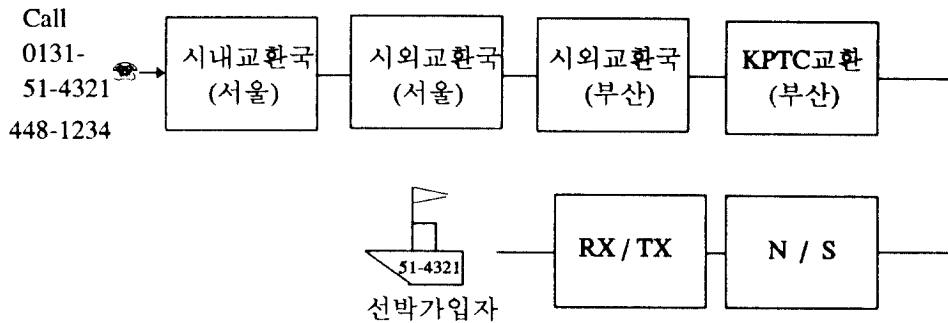 Call
0131-
51-4321
448-1234
시내교환국
(서울)
시외교환국
(서울)
시외교환국
(부산)
KPTC교환
(부산)
51-4321
선박가입자
RX / TX
N / S